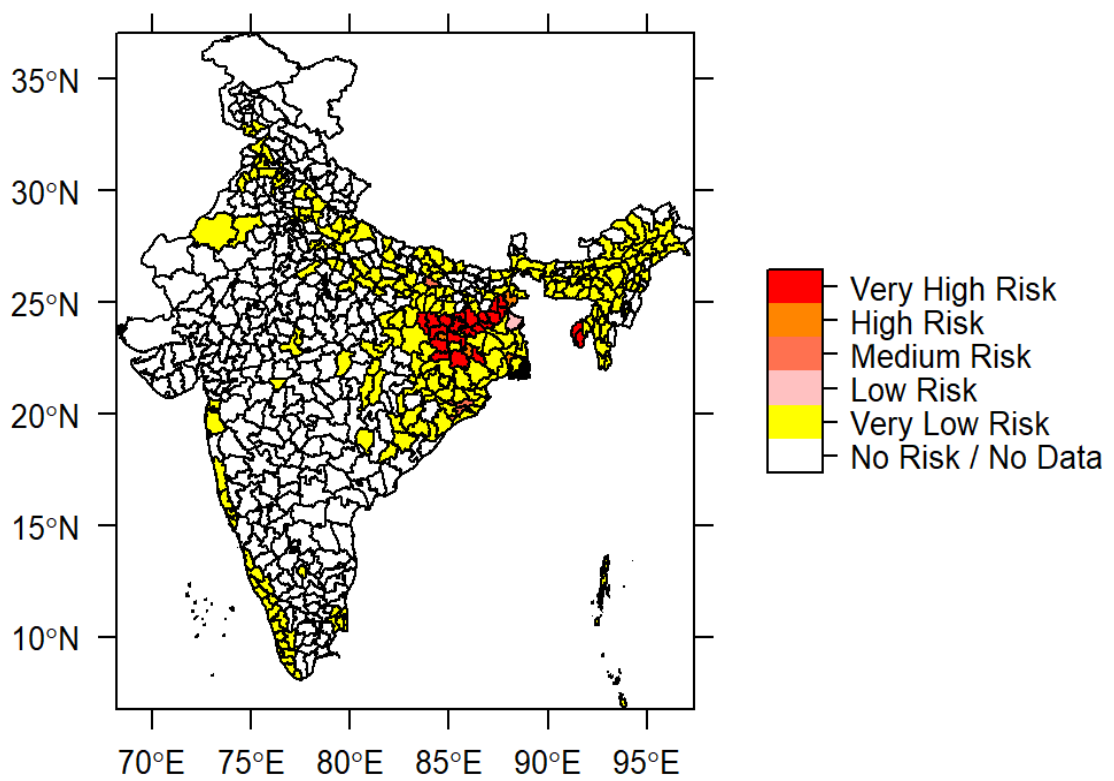 35°N
30°N
25°N
20°N
15°N
10°N
70°E 75°E 80°E 85°E 90°E 95°E
Very High Risk
High Risk
Medium Risk
Low Risk
Very Low Risk
No Risk / No Data